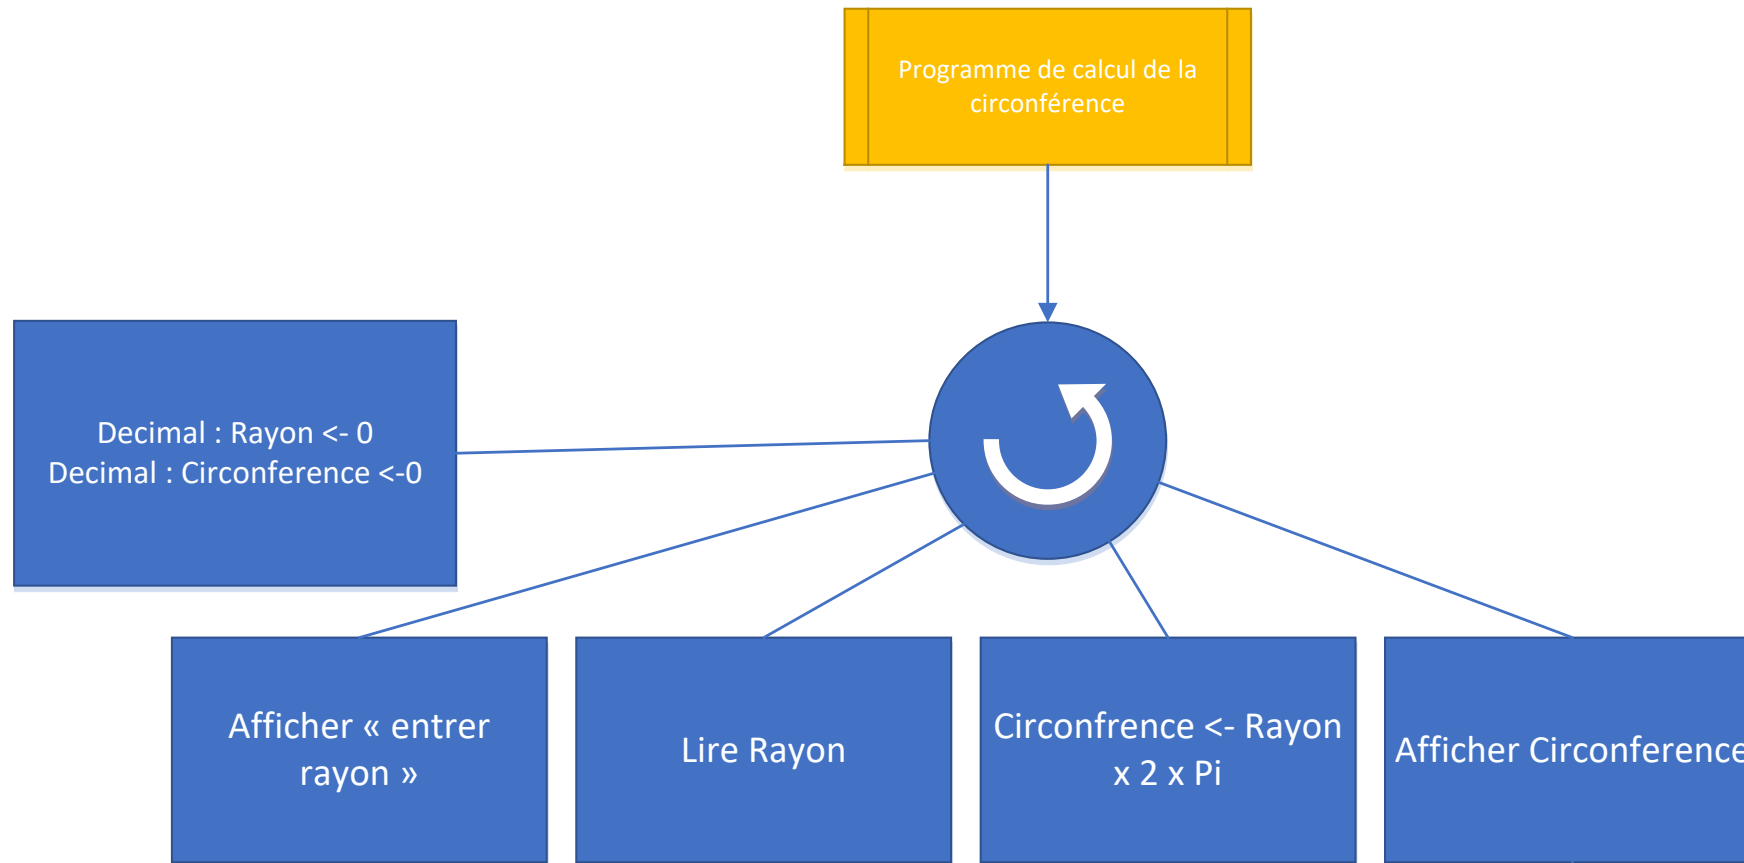 Programme de calcul de la
circonférence
Decimal : Rayon <- 0
Decimal : Circonference <-0
Afficher « entrer
rayon »
Lire Rayon
Circonfrence <- Rayon
x 2 x Pi
Afficher Circonference